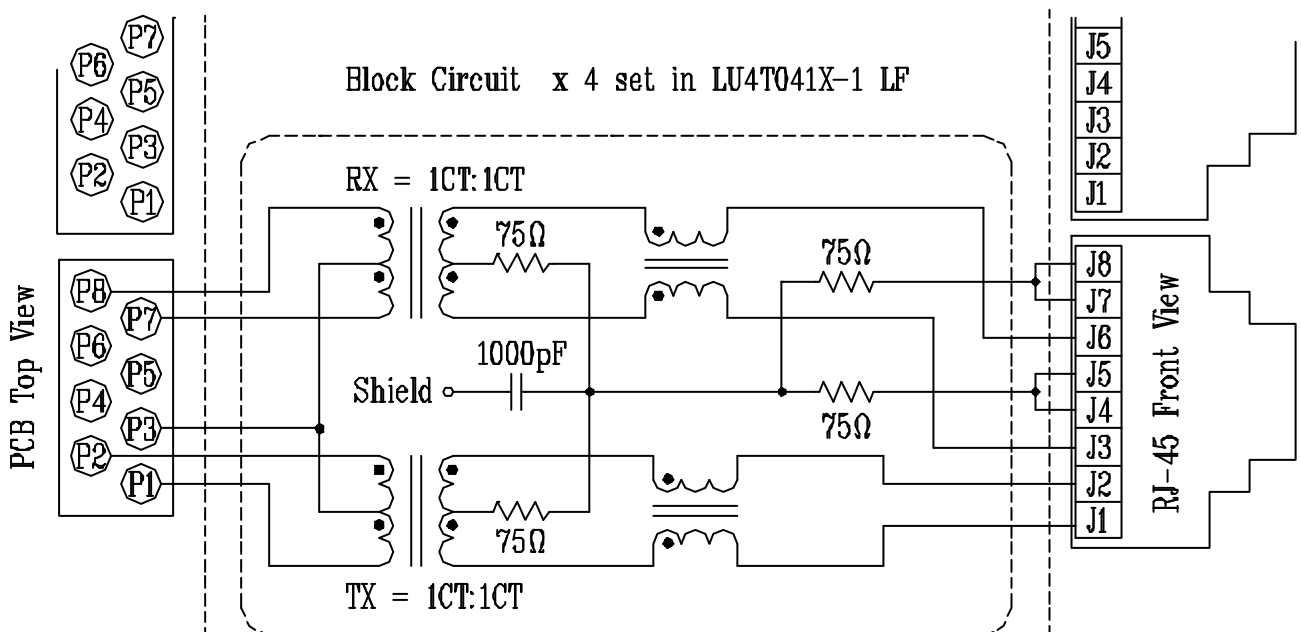 Block Circuit x 4 set in LU4T041X-1 LF
P7
P6
P5
P4
P3
P2
P1
J5
J4
J3
J2
J1
RX = 1CT:1CT
75Ω
75Ω
1000pF
Shield
75Ω
75Ω
TX = 1CT:1CT
PCB Top View
P8
P7
P6
P5
P4
P3
P2
P1
J8
J7
J6
J5
J4
J3
J2
J1
RJ-45 Front View